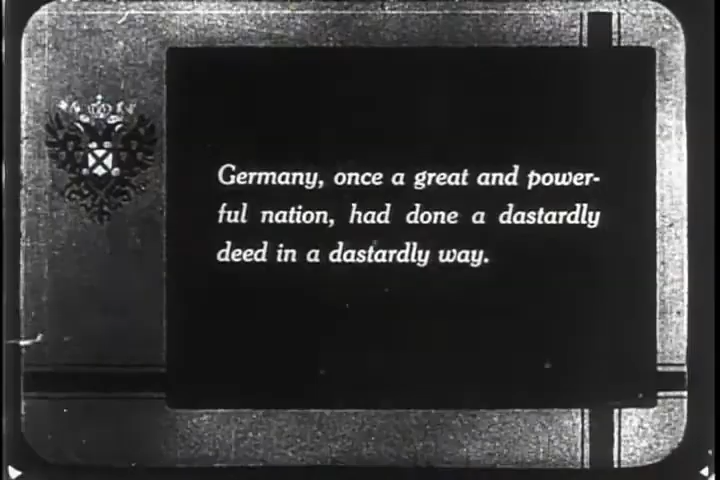 Germany, once a great and power-
ful nation, had done a dastardly
deed in a dastardly way.